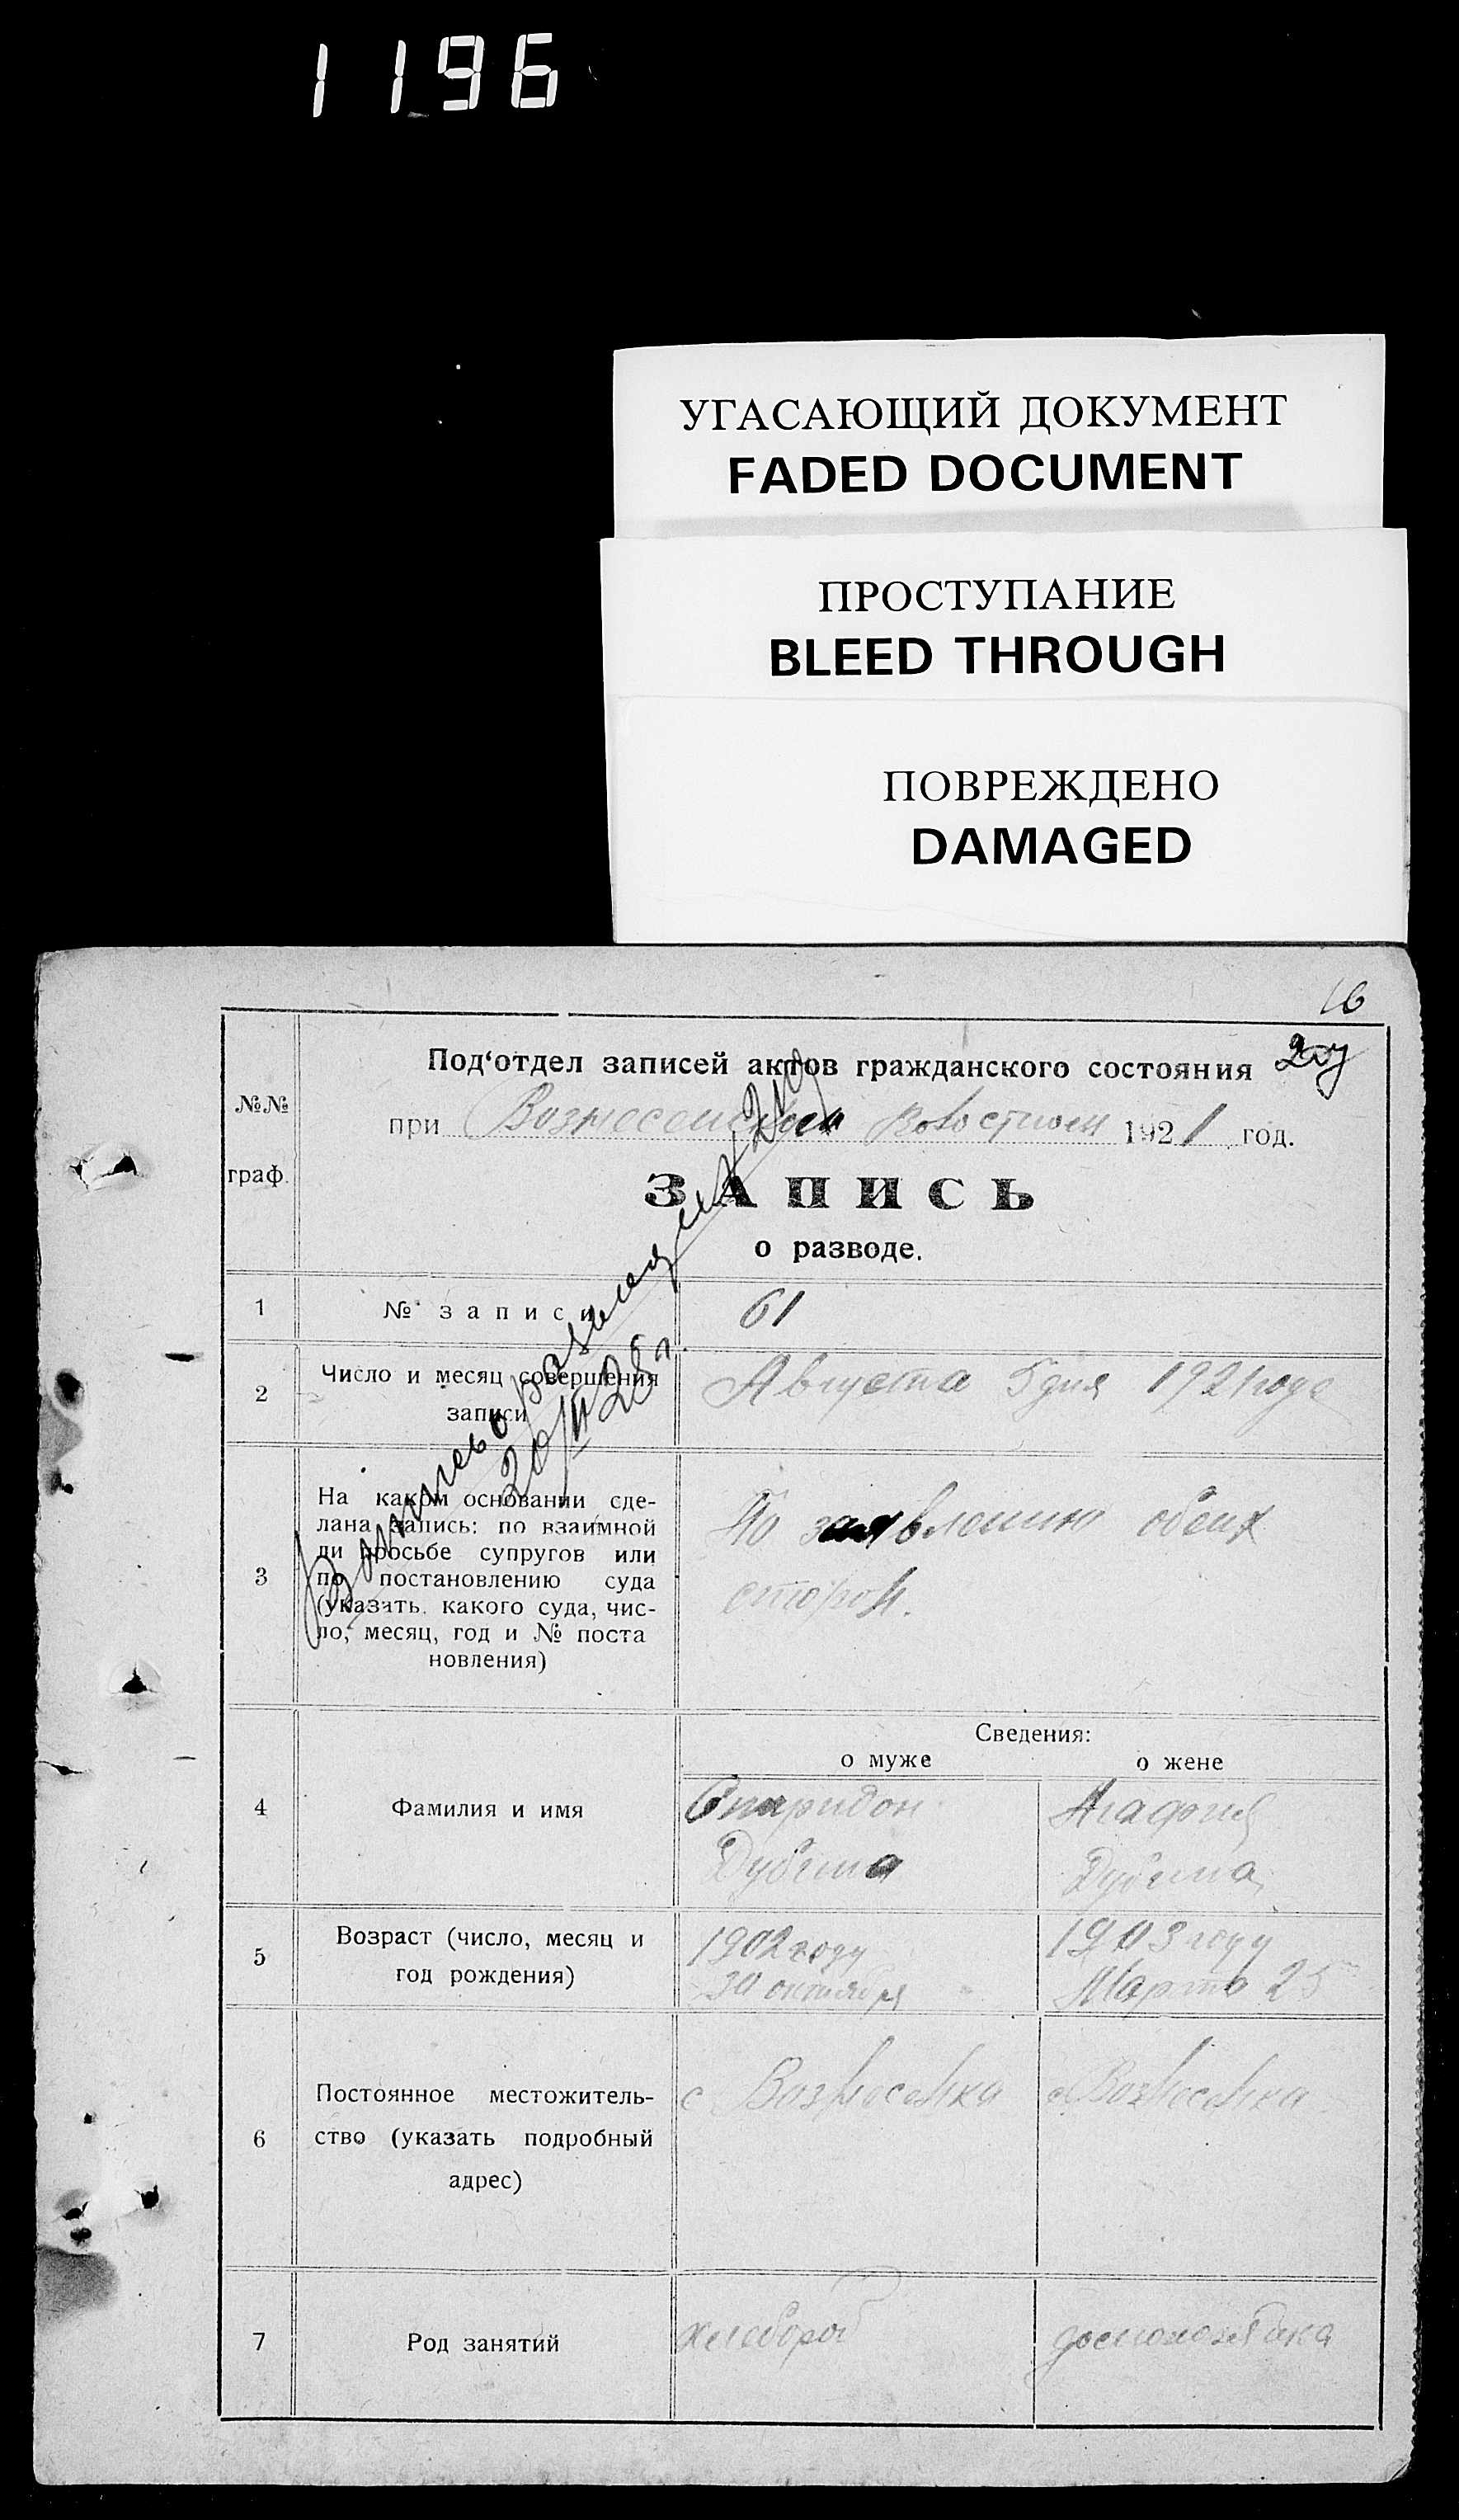 1196
УГАСАЮЩИЙ ДОКУМЕНТ
FADED DOCUMENT
ПРОСТУПАНИЕ
BLEED THROUGH
ПОВРЕЖДЕНО
DAMAGED
16
№№ граф.
Под‘отдел записей актов гражданского состояния
при Вознесенской волостном 1921 год.
ЗАПИСЬ
о разводе.
1 № записи 61
2 Число и месяц совершения
записи
Августа 5 дня 1921 года
20/II 26 г.
3 На каком основании сде-
лана запись: по взаимной
ли просьбе супругов или
по постановлению суда
(указать. какого суда, чис-
ло, месяц, год и № поста
новления)
По заявлению обеих
сторон.
Сведения:
о муже о жене
4 Фамилия и имя
Спиридон
Дубина
Агафия
Дубина
5 Возраст (число, месяц и
год рождения)
1902 году
30 октября
1903 году
Марта 25
6 Постоянное местожитель-
ство (указать подробный
адрес)
с Вознесенка
с Вознесенка
7 Род занятий
хлебороб
домохозяйка